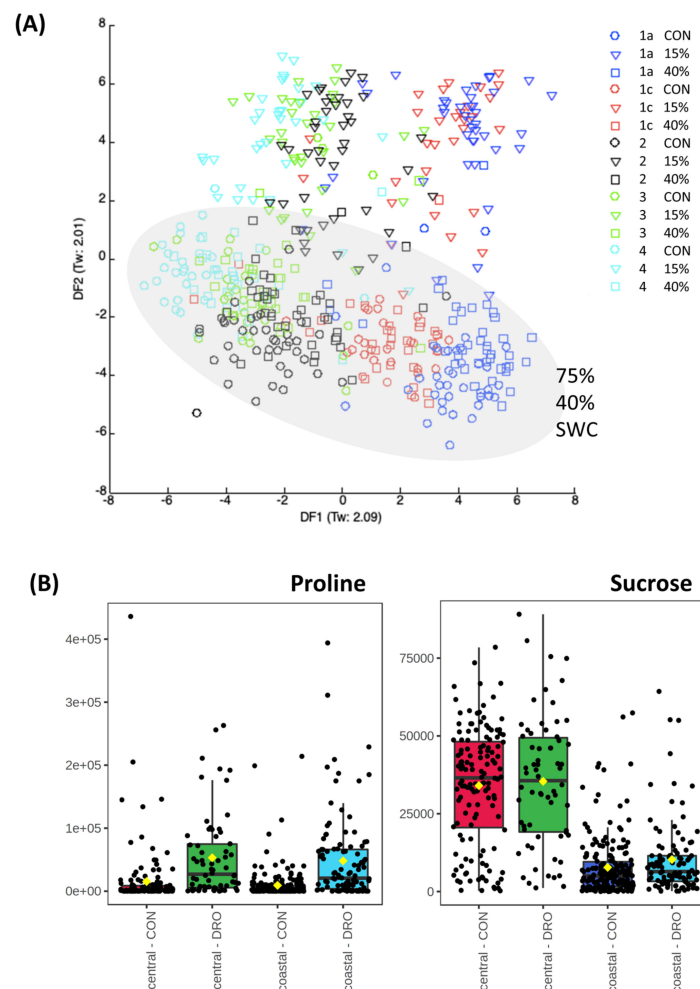 (A)
8
6
4
2
0
-2
-4
-6
-8
DF2 (Tw: 2.01)
-8 -6 -4 -2 0 2 4 6 8
DF1 (Tw: 2.09)
75%
40%
SWC
1a CON
1a 15%
1a 40%
1c CON
1c 15%
1c 40%
2 CON
2 15%
2 40%
3 CON
3 15%
3 40%
4 CON
4 15%
4 40%
(B)
Proline
4e+05
3e+05
2e+05
1e+05
0e+00
central - CON
central - DRO
coastal - CON
coastal - DRO
Sucrose
75000
50000
25000
0
central - CON
central - DRO
coastal - CON
coastal - DRO